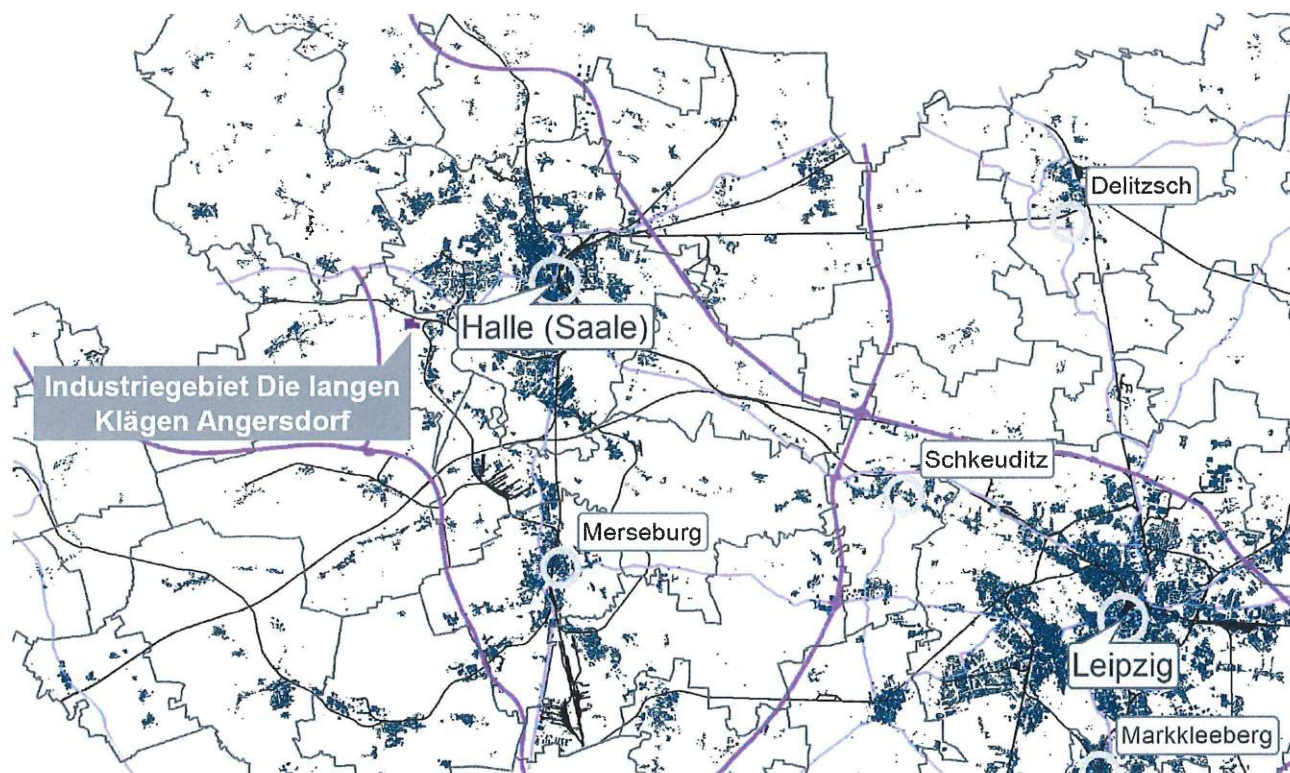 Delitzsch
Halle (Saale)
Industriegebiet Die langen
Klägen Angersdorf
Schkeuditz
Merseburg
Leipzig
Markkleeberg